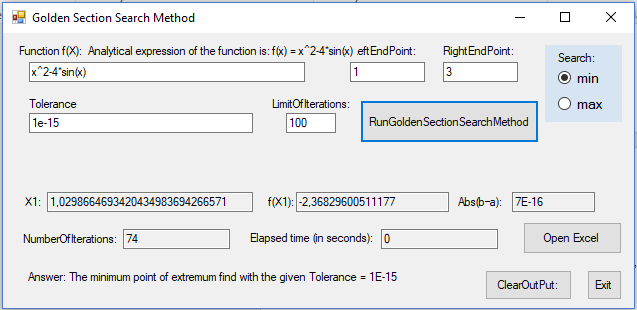 Golden Section Search Method
Function f(X): Analytical expression of the function is: f(x) = x^2-4*sin(x) .eftEndPoint: RightEndPoint:
x^2-4*sin(x) 1 3
Search:
min
max
Tolerance LimitOfIterations:
1e-15 100 RunGoldenSectionSearchMethod
X1: 1,0298664693420434983694266571 f(X1): -2,36829600511177 Abs(b-a): 7E-16
NumberOfIterations: 74 Elapsed time (in seconds): 0 Open Excel
Answer: The minimum point of extremum find with the given Tolerance = 1E-15
ClearOutPut: Exit